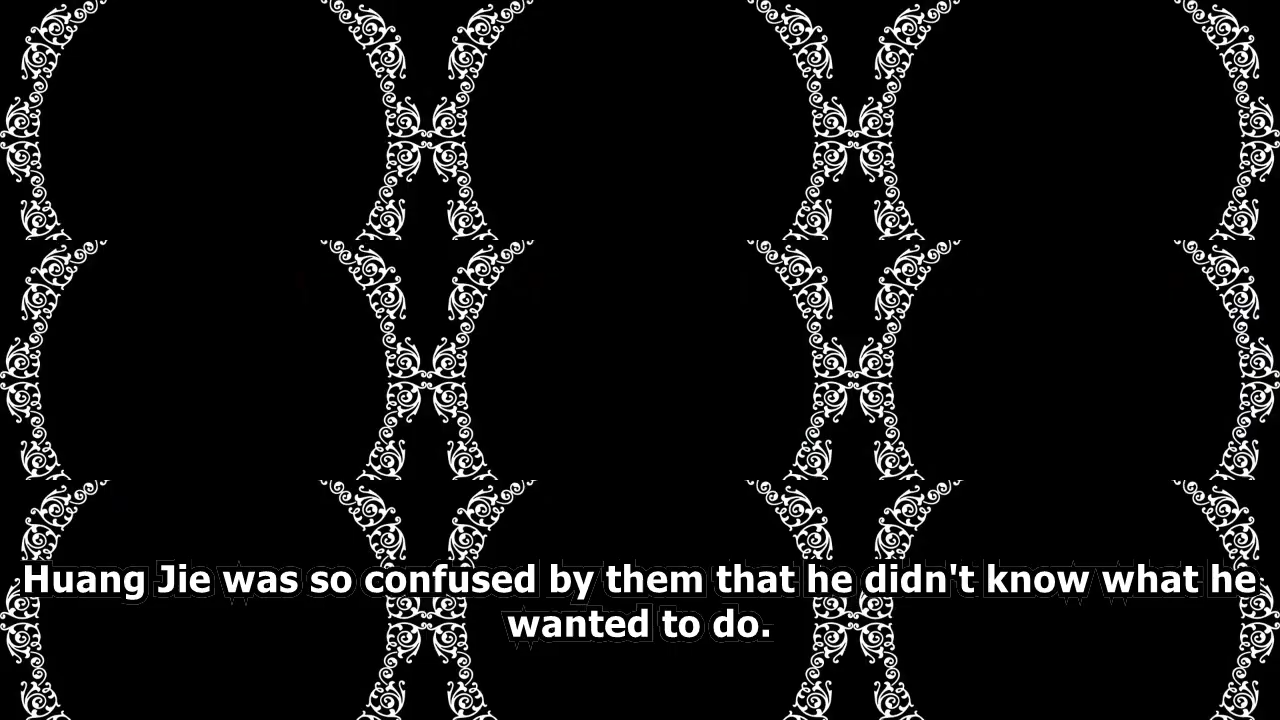 Huang Jie was so confused by them that he didn't know what he
wanted to do.